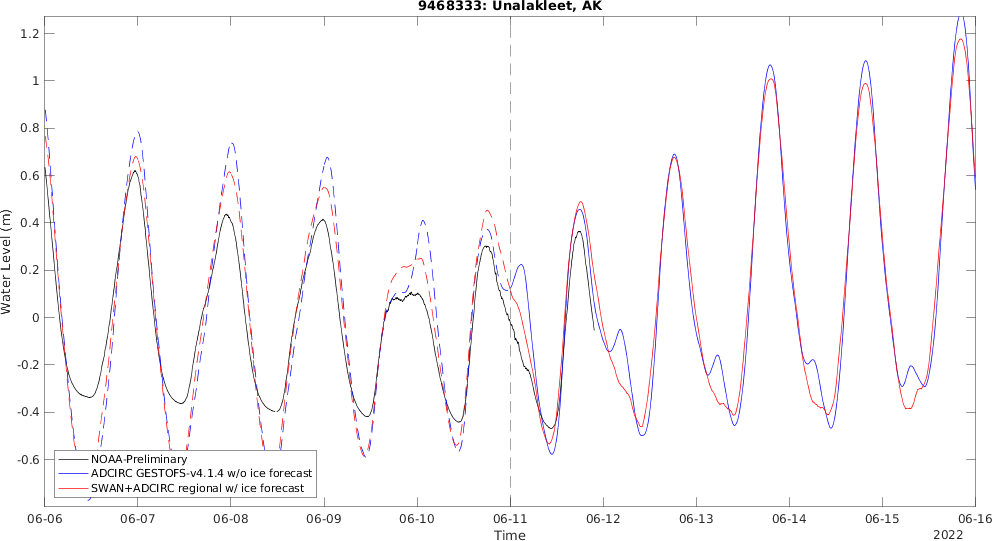 9468333: Unalakleet, AK
1.2
1
0.8
0.6
0.4
0.2
0
-0.2
-0.4
-0.6
Water Level (m)
NOAA-Preliminary
ADCIRC GESTOFS-v4.1.4 w/o ice forecast
SWAN+ADCIRC regional w/ ice forecast
06-06 06-07 06-08 06-09 06-10 06-11 06-12 06-13 06-14 06-15 06-16
Time
2022